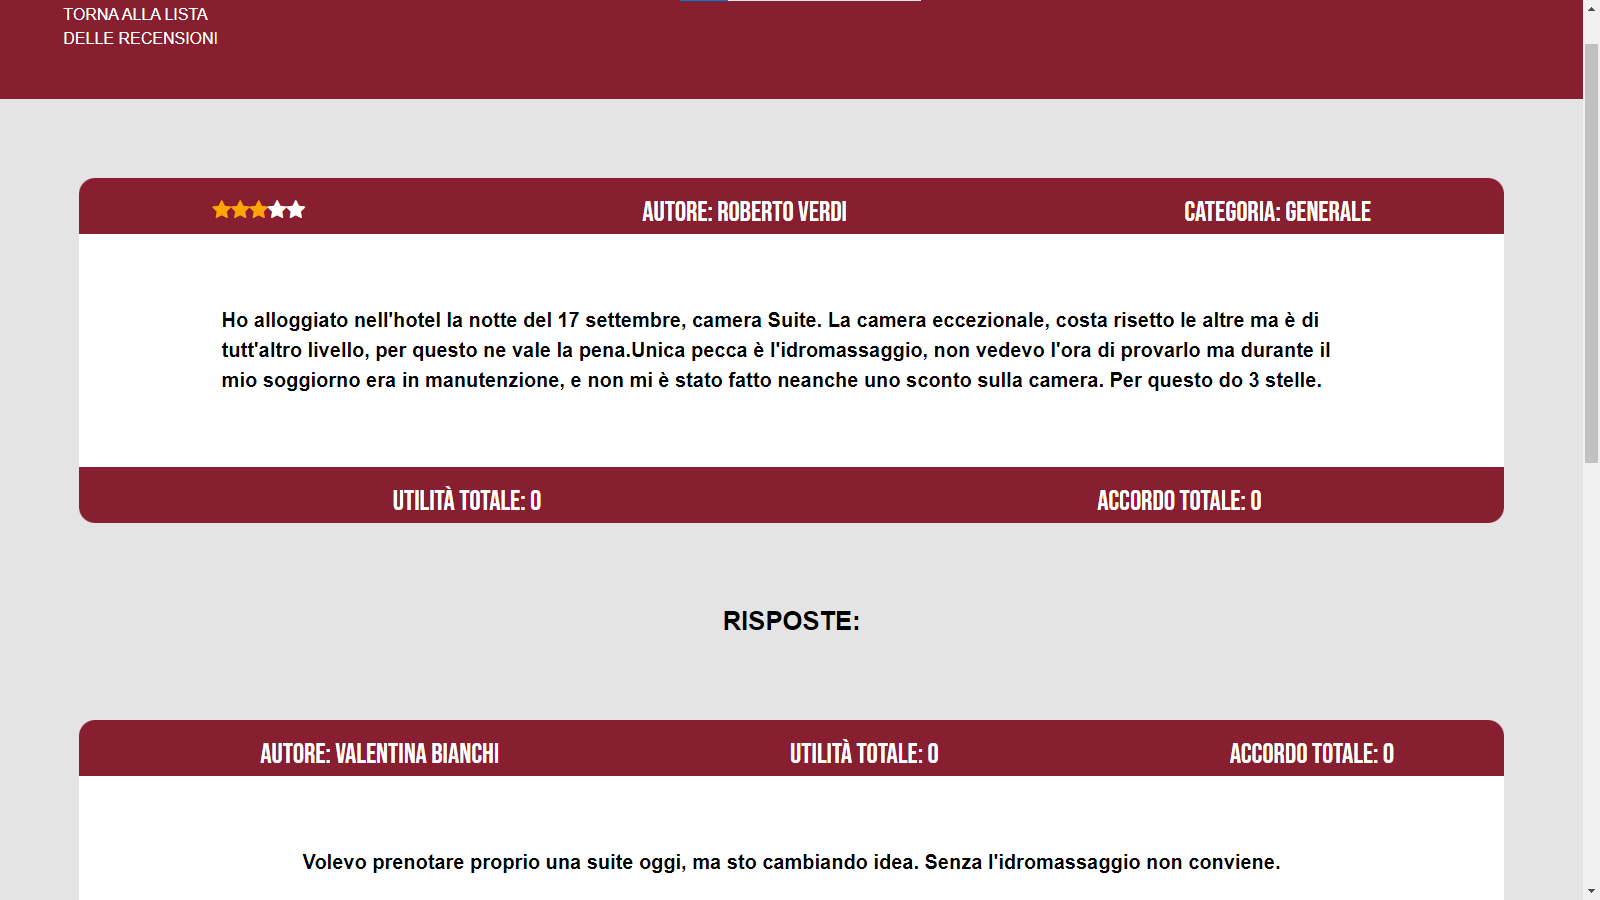 TORNA ALLA LISTA
DELLE RECENSIONI
AUTORE: ROBERTO VERDI
CATEGORIA: GENERALE
Ho alloggiato nell'hotel la notte del 17 settembre, camera Suite. La camera eccezionale, costa risetto le altre ma è di
tutt'altro livello, per questo ne vale la pena.Unica pecca è l'idromassaggio, non vedevo l'ora di provarlo ma durante il
mio soggiorno era in manutenzione, e non mi è stato fatto neanche uno sconto sulla camera. Per questo do 3 stelle.
UTILITÀ TOTALE: 0
ACCORDO TOTALE: 0
RISPOSTE:
AUTORE: VALENTINA BIANCHI
UTILITÀ TOTALE: 0
ACCORDO TOTALE: 0
Volevo prenotare proprio una suite oggi, ma sto cambiando idea. Senza l'idromassaggio non conviene.